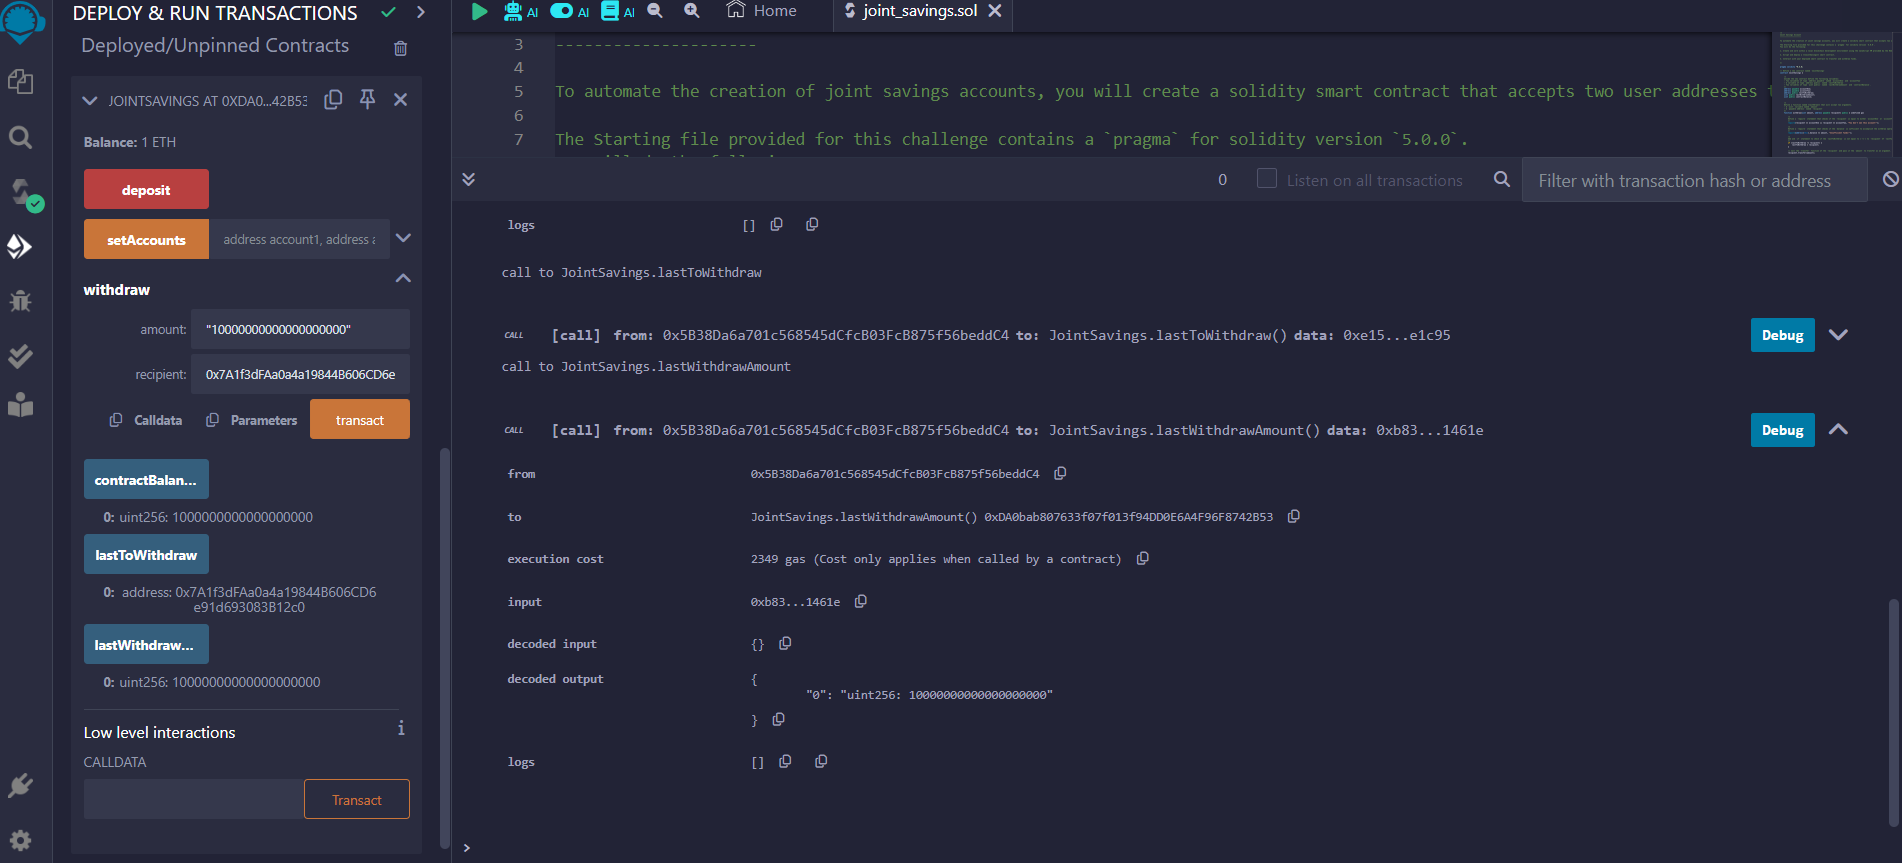 DEPLOY & RUN TRANSACTIONS
Deployed/Unpinned Contracts
JOINTSAVINGS AT 0XDA0...42B53
Balance: 1 ETH
deposit
setAccounts
address account1, address a
withdraw
amount:
"10000000000000000000"
recipient:
0x7A1f3dFAa0a4a19844B606CD6e
Calldata
Parameters
transact
contractBalan...
0: uint256: 1000000000000000000
lastToWithdraw
0: address: 0x7A1f3dFAa0a4a19844B606CD6
e91d693083B12c0
lastWithdraw...
0: uint256: 10000000000000000000
Low level interactions
i
CALLDATA
Transact
AI
AI
AI
Home
joint_savings.sol
3 ---------------------
4
5 To automate the creation of joint savings accounts, you will create a solidity smart contract that accepts two user addresses
6
7 The Starting file provided for this challenge contains a `pragma` for solidity version `5.0.0`.
0
Listen on all transactions
Filter with transaction hash or address
logs []
call to JointSavings.lastToWithdraw
CALL [call] from: 0x5B38Da6a701c568545dCfcB03FcB875f56beddC4 to: JointSavings.lastToWithdraw() data: 0xe15...e1c95
Debug
call to JointSavings.lastWithdrawAmount
CALL [call] from: 0x5B38Da6a701c568545dCfcB03FcB875f56beddC4 to: JointSavings.lastWithdrawAmount() data: 0xb83...1461e
Debug
from 0x5B38Da6a701c568545dCfcB03FcB875f56beddC4
to JointSavings.lastWithdrawAmount() 0xDA0bab807633f07f013f94DD0E6A4F96F8742B53
execution cost 2349 gas (Cost only applies when called by a contract)
input 0xb83...1461e
decoded input {}
decoded output {
"0": "uint256: 10000000000000000000"
}
logs []
>